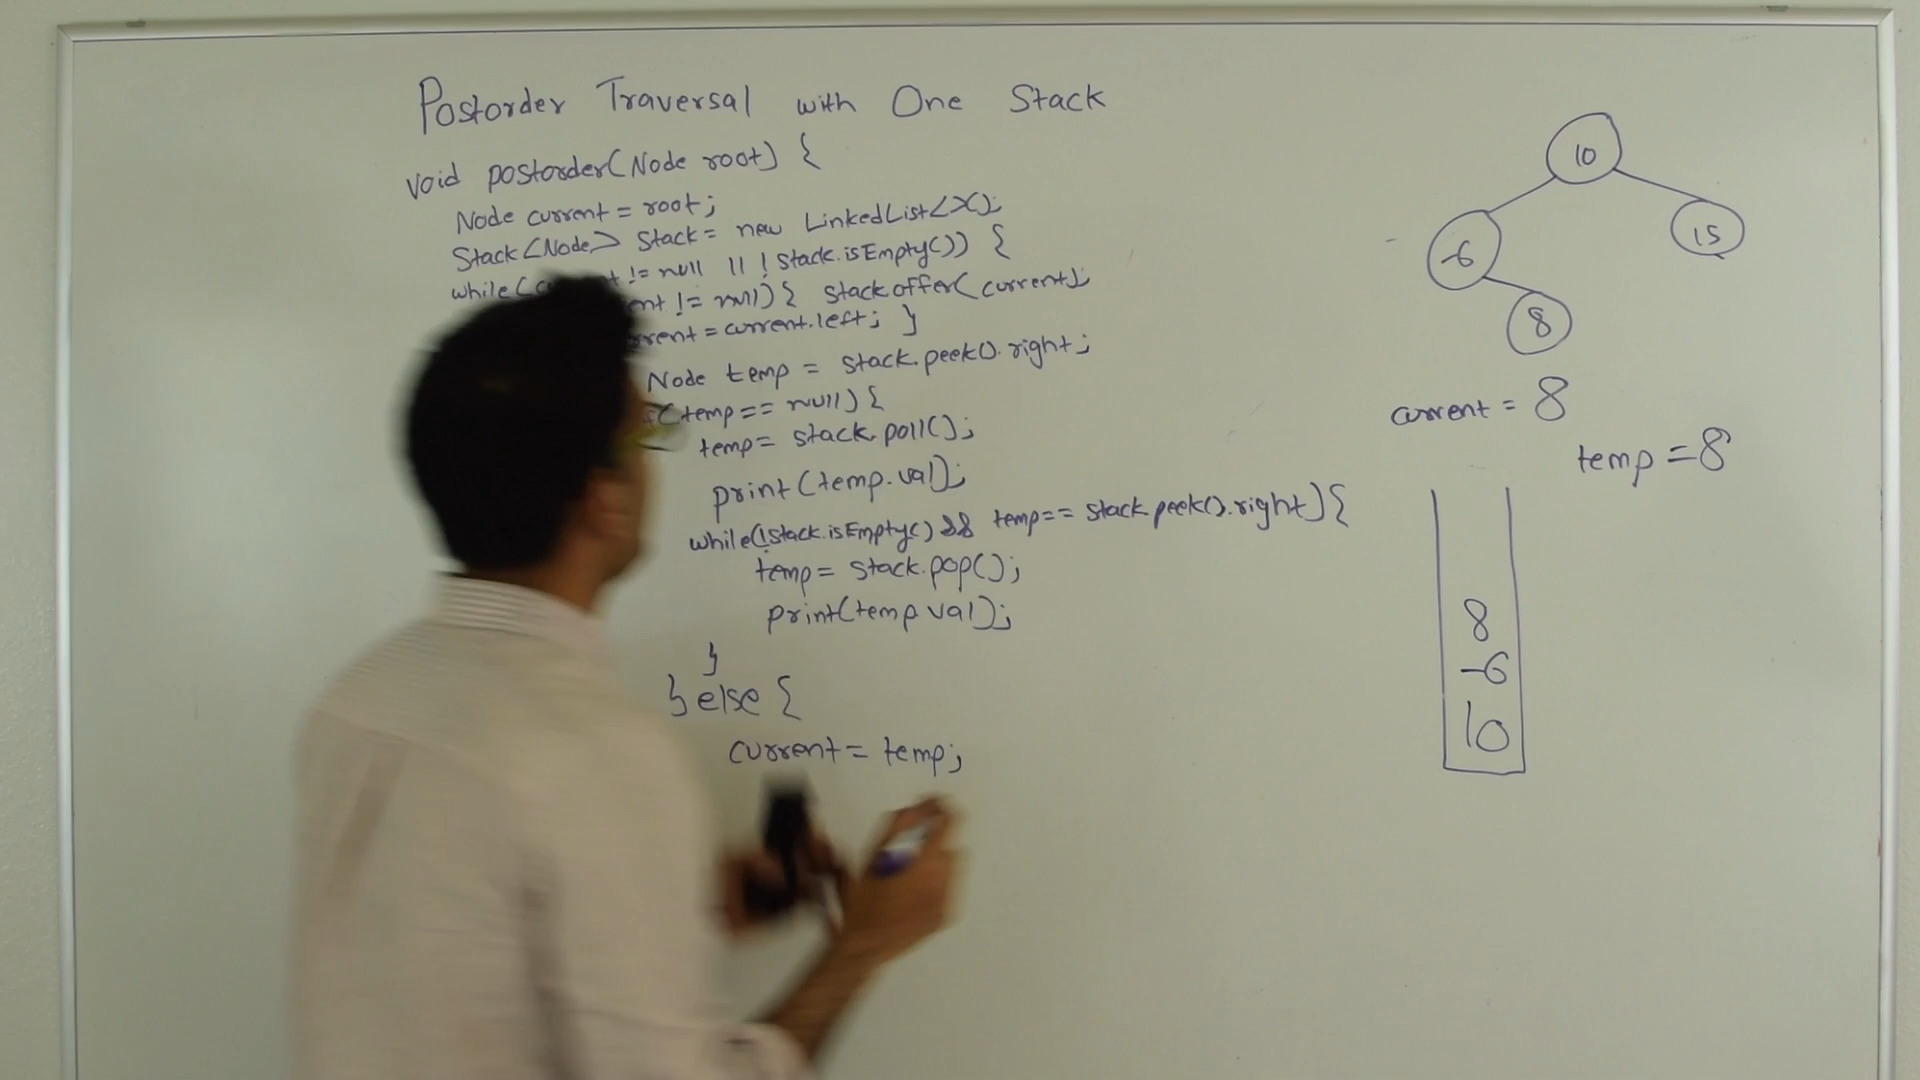 Postorder Traversal with One Stack
void postorder(Node root) {
Node current = root;
Stack<Node> stack = new LinkedList<>();
while( != null || !stack.isEmpty()) {
!= null) { stack.offer(current);
current = current.left; }
Node temp = stack.peek().right;
(temp == null) {
temp = stack.poll();
print(temp.val);
while(!stack.isEmpty() && temp == stack.peek().right) {
temp = stack.pop();
print(temp.val);
}
} else {
current = temp;
10
-6
15
8
current = 8
temp = 8
8
-6
10